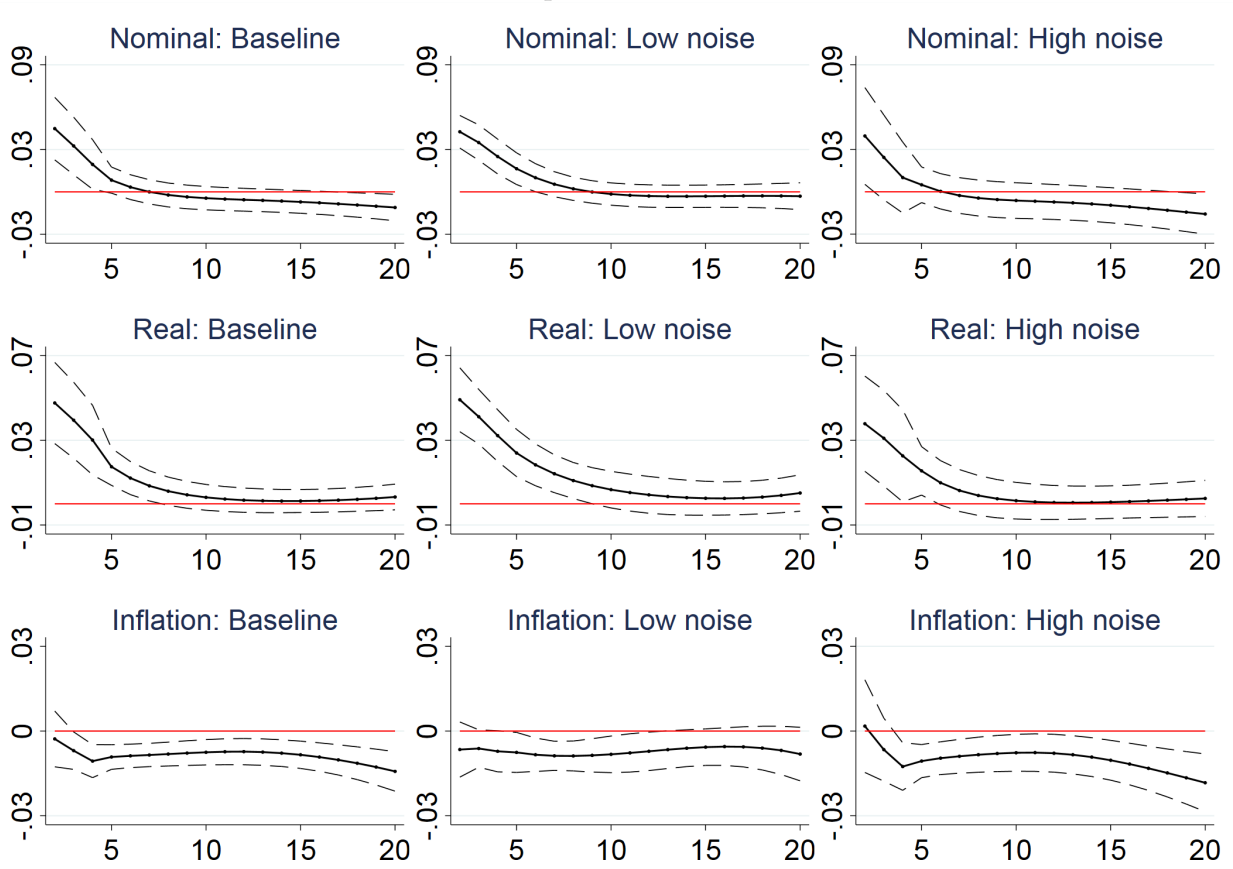 Nominal: Baseline
Nominal: Low noise
Nominal: High noise
.09
.03
-.03
5 10 15 20
.09
.03
-.03
5 10 15 20
.09
.03
-.03
5 10 15 20
Real: Baseline
Real: Low noise
Real: High noise
.07
.03
-.01
5 10 15 20
.07
.03
-.01
5 10 15 20
.07
.03
-.01
5 10 15 20
Inflation: Baseline
Inflation: Low noise
Inflation: High noise
.03
0
-.03
5 10 15 20
.03
0
-.03
5 10 15 20
.03
0
-.03
5 10 15 20